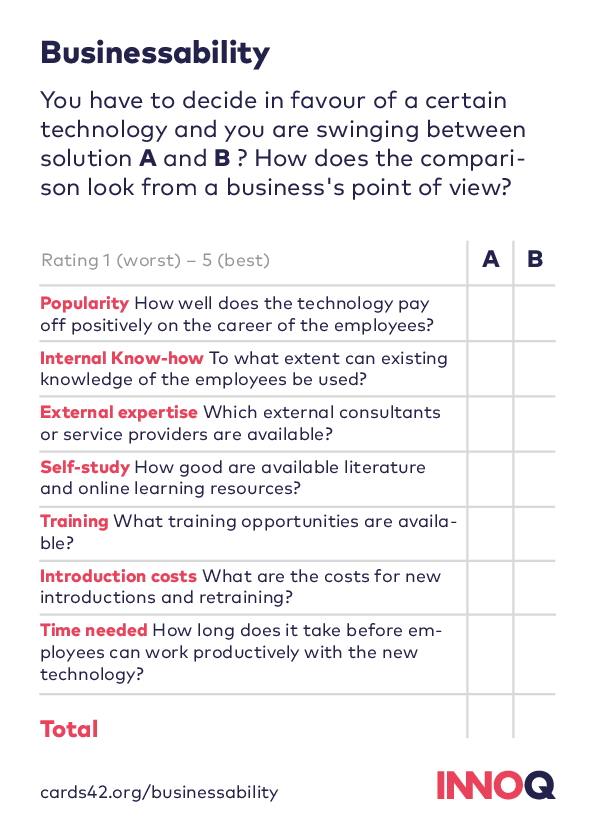 Businessability
You have to decide in favour of a certain
technology and you are swinging between
solution A and B ? How does the compari-
son look from a business's point of view?
Rating 1 (worst) – 5 (best) A B
Popularity How well does the technology pay
off positively on the career of the employees?
Internal Know-how To what extent can existing
knowledge of the employees be used?
External expertise Which external consultants
or service providers are available?
Self-study How good are available literature
and online learning resources?
Training What training opportunities are availa-
ble?
Introduction costs What are the costs for new
introductions and retraining?
Time needed How long does it take before em-
ployees can work productively with the new
technology?
Total
cards42.org/businessability
INNOQ